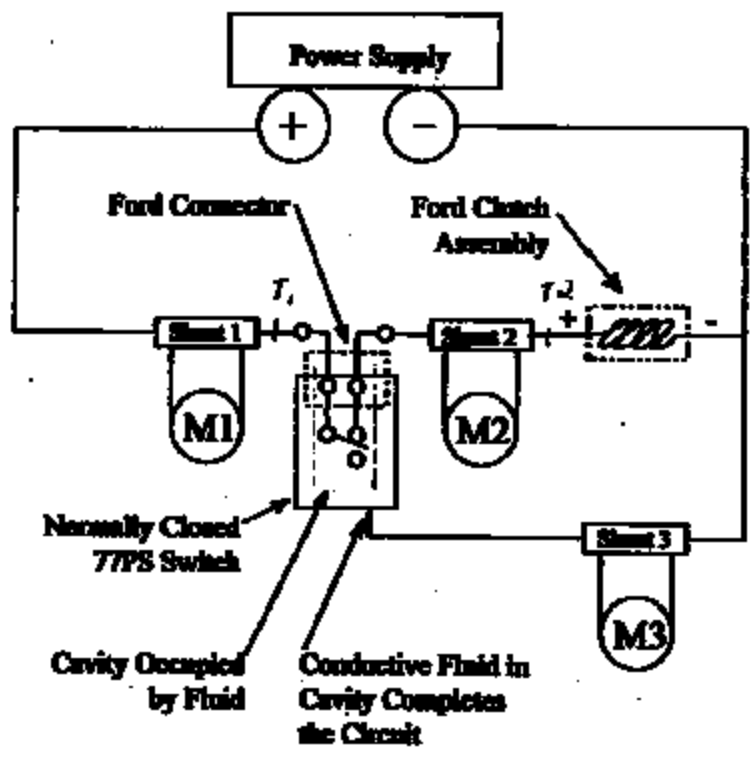 Power Supply
+
−
Ford Connector
Ford Clutch
Assembly
T1
T2
+
-
Shunt 1
Shunt 2
M1
M2
Normally Closed
77PS Switch
Shunt 3
M3
Cavity Occupied
by Fluid
Conductive Fluid in
Cavity Completes
the Circuit